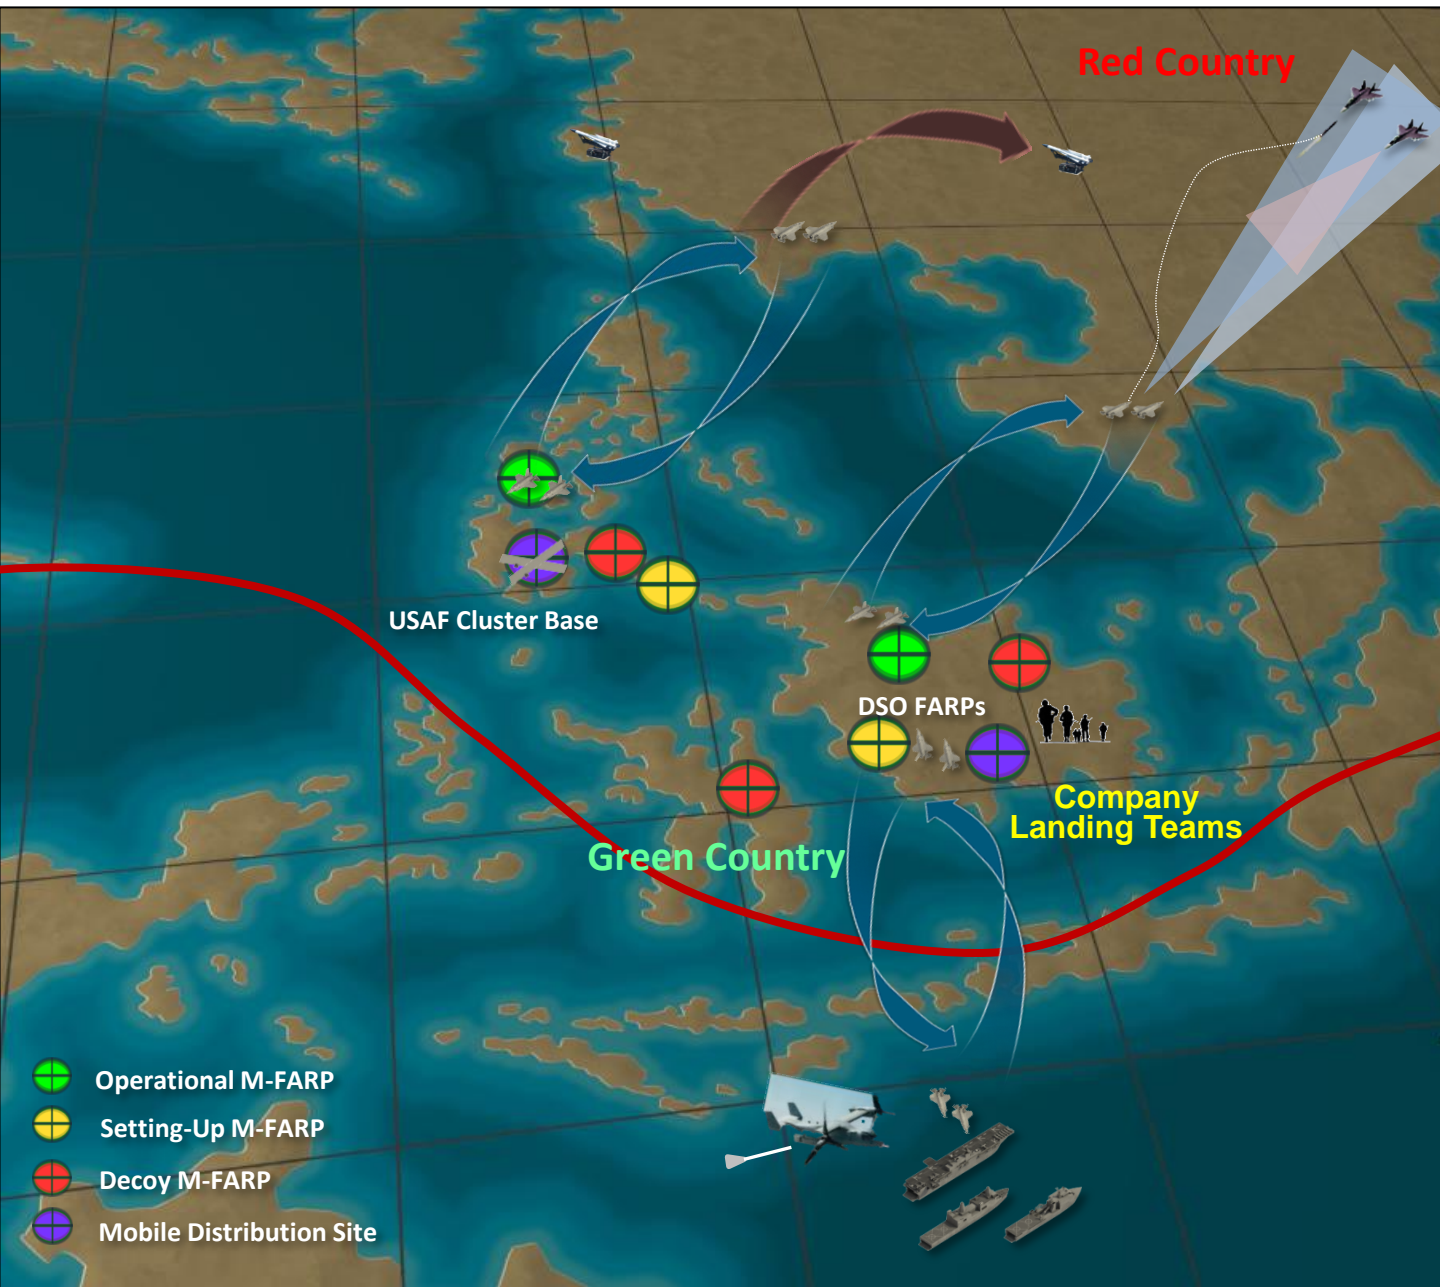 Red Country
USAF Cluster Base
DSO FARPs
Company
Landing Teams
Green Country
Operational M-FARP
Setting-Up M-FARP
Decoy M-FARP
Mobile Distribution Site